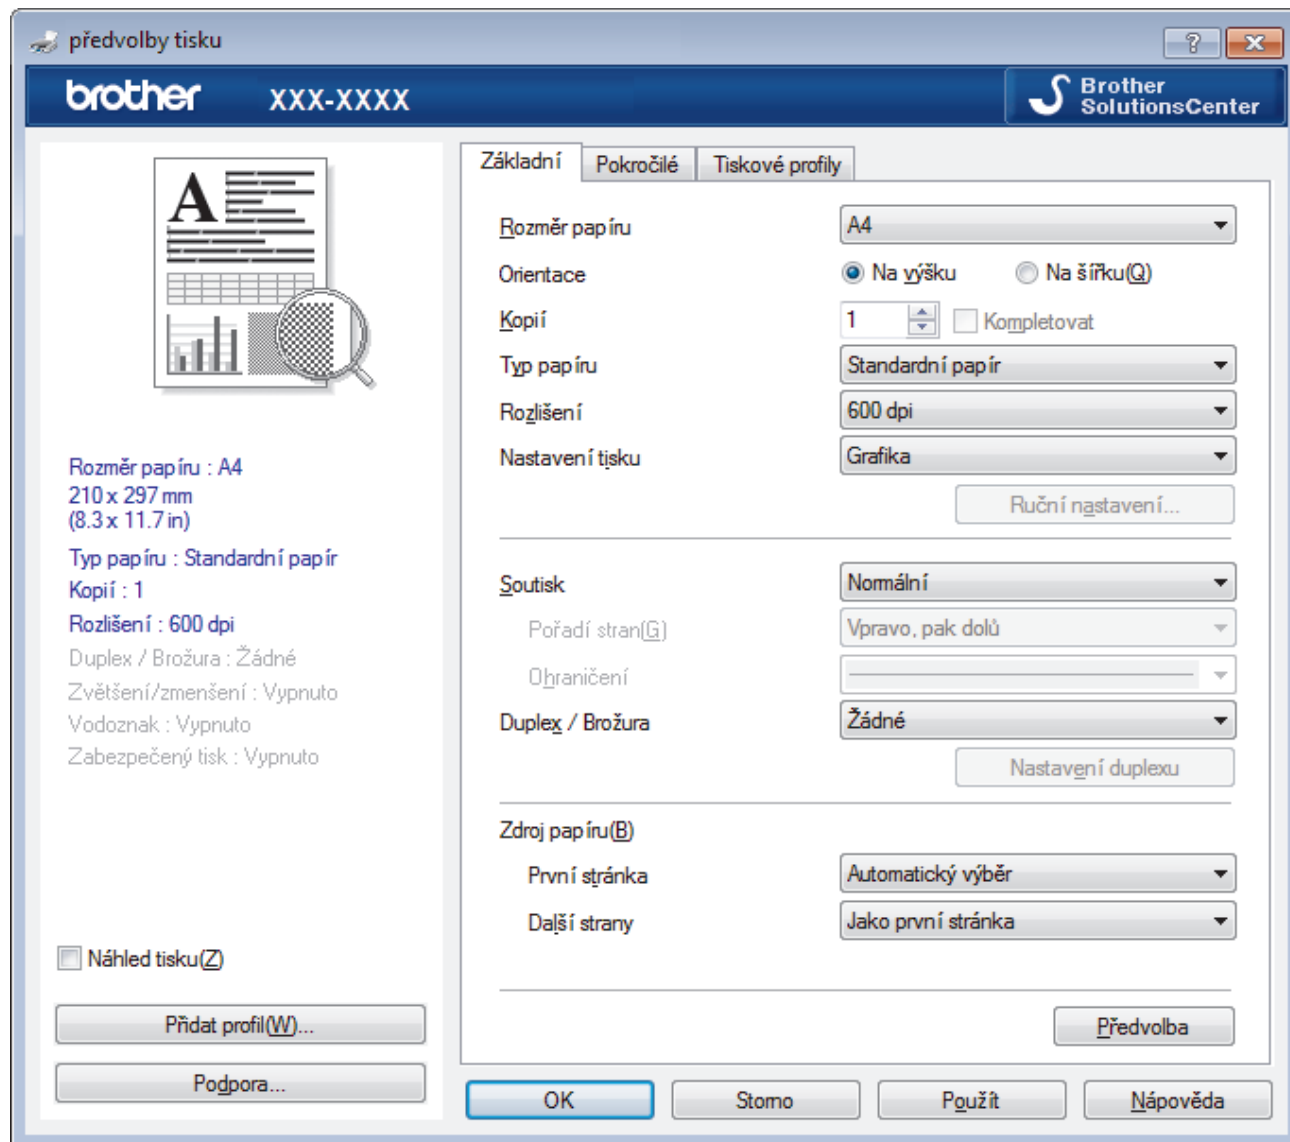 předvolby tisku
brother XXX-XXXX
Brother
SolutionsCenter
A
Rozměr papíru : A4
210 x 297 mm
(8.3 x 11.7 in)
Typ papíru : Standardní papír
Kopií : 1
Rozlišení : 600 dpi
Duplex / Brožura : Žádné
Zvětšení/zmenšení : Vypnuto
Vodoznak : Vypnuto
Zabezpečený tisk : Vypnuto
Náhled tisku(Z)
Přidat profil(W)...
Podpora...
Základní Pokročilé Tiskové profily
Rozměr papíru A4
Orientace Na výšku Na šířku(Q)
Kopií 1 Kompletovat
Typ papíru Standardní papír
Rozlišení 600 dpi
Nastavení tisku Grafika
Ruční nastavení...
Soutisk Normální
Pořadí stran(G) Vpravo, pak dolů
Ohraničení
Duplex / Brožura Žádné
Nastavení duplexu
Zdroj papíru(B)
První stránka Automatický výběr
Další strany Jako první stránka
Předvolba
OK Storno Použít Nápověda